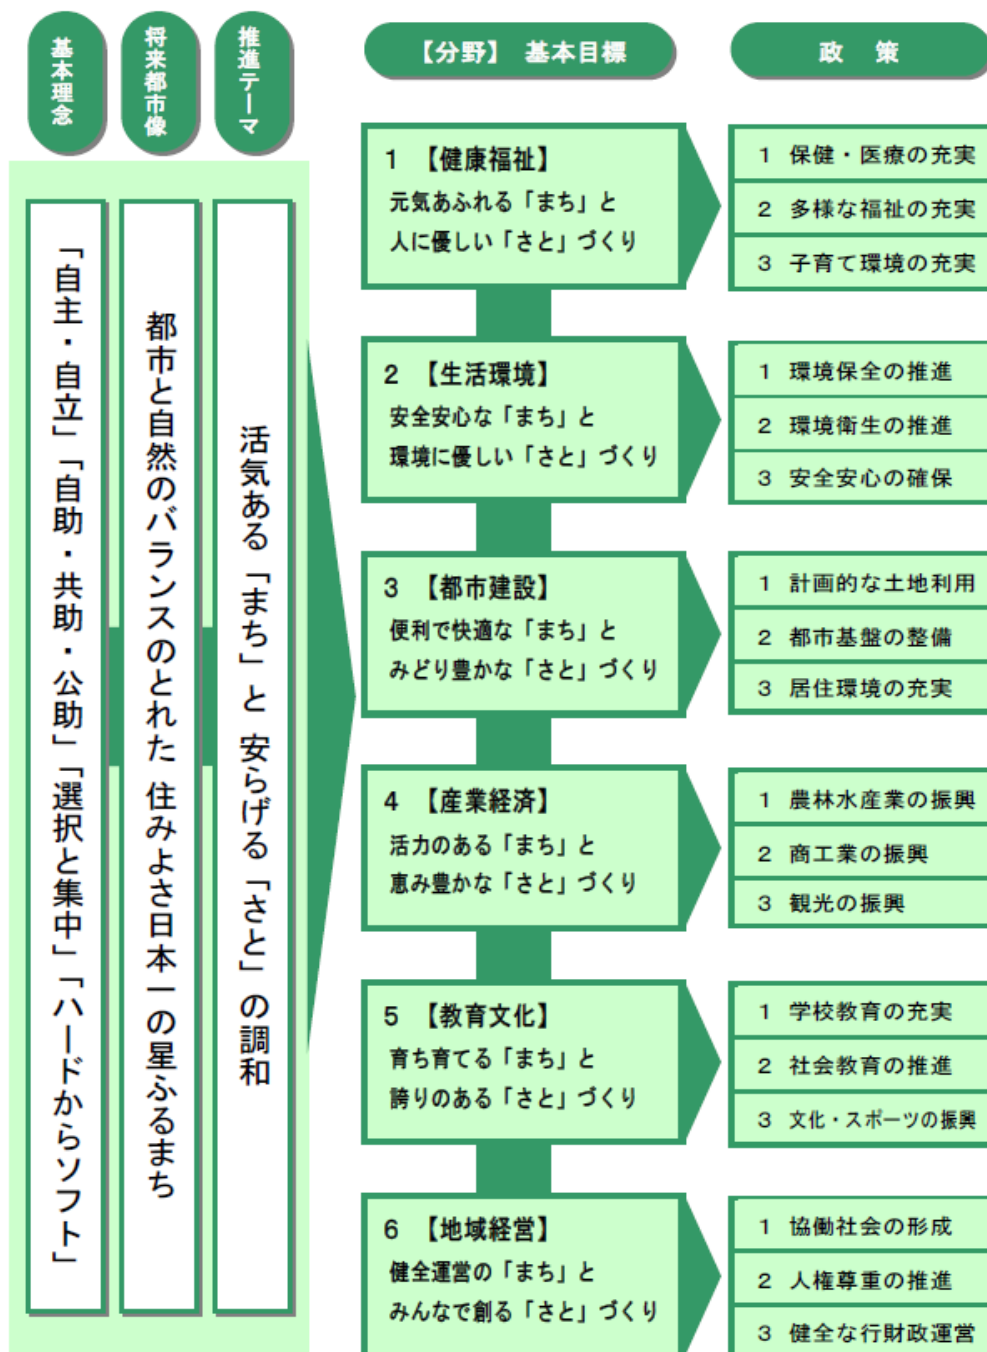 基本理念
将来都市像
推進テーマ
【分野】 基本目標
政 策
「自主・自立」「自助・共助・公助」「選択と集中」「ハードからソフト」
都市と自然のバランスのとれた 住みよさ日本一の星ふるまち
活気ある「まち」と 安らげる「さと」の調和
1 【健康福祉】
元気あふれる「まち」と
人に優しい「さと」づくり
1 保健・医療の充実
2 多様な福祉の充実
3 子育て環境の充実
2 【生活環境】
安全安心な「まち」と
環境に優しい「さと」づくり
1 環境保全の推進
2 環境衛生の推進
3 安全安心の確保
3 【都市建設】
便利で快適な「まち」と
みどり豊かな「さと」づくり
1 計画的な土地利用
2 都市基盤の整備
3 居住環境の充実
4 【産業経済】
活力のある「まち」と
恵み豊かな「さと」づくり
1 農林水産業の振興
2 商工業の振興
3 観光の振興
5 【教育文化】
育ち育てる「まち」と
誇りのある「さと」づくり
1 学校教育の充実
2 社会教育の推進
3 文化・スポーツの振興
6 【地域経営】
健全運営の「まち」と
みんなで創る「さと」づくり
1 協働社会の形成
2 人権尊重の推進
3 健全な行財政運営